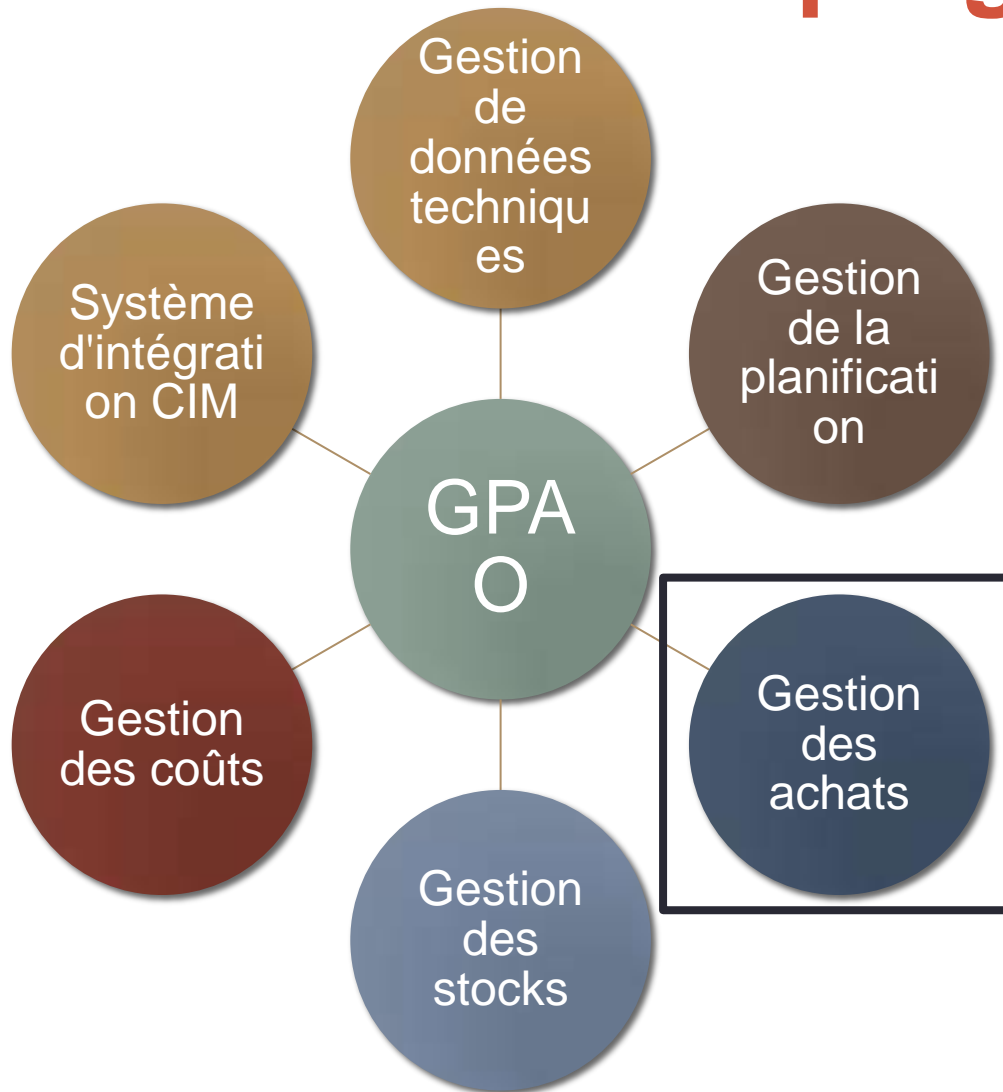 Gestion
de
données
techniqu
es
Système
d'intégrati
on CIM
Gestion
de la
planificati
on
GPA
O
Gestion
des coûts
Gestion
des
achats
Gestion
des
stocks